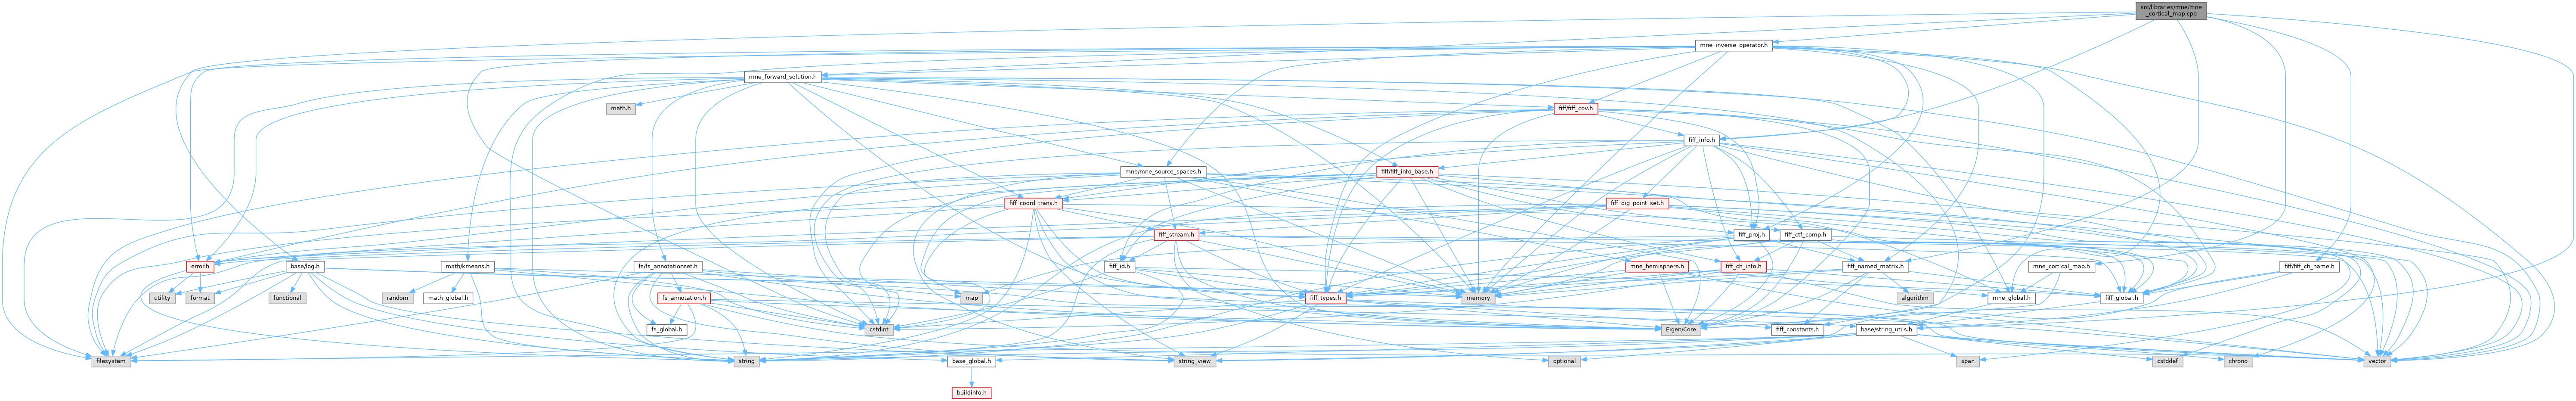 src/libraries/mne/mne
_cortical_map.cpp
mne_inverse_operator.h
mne_forward_solution.h
math.h
fiff/fiff_cov.h
fiff_info.h
mne/mne_source_spaces.h
fiff/fiff_info_base.h
fiff_coord_trans.h
fiff_dig_point_set.h
fiff_stream.h
fiff_proj.h
fiff_ctf_comp.h
error.h
base/log.h
math/kmeans.h
fs/fs_annotationset.h
fiff_id.h
mne_hemisphere.h
fiff_ch_info.h
fiff_named_matrix.h
mne_cortical_map.h
fiff/fiff_ch_name.h
utility
format
functional
random
math_global.h
fs_annotation.h
map
fiff_types.h
memory
algorithm
mne_global.h
fiff_global.h
fs_global.h
cstdint
Eigen/Core
fiff_constants.h
base/string_utils.h
filesystem
string
base_global.h
string_view
optional
span
cstddef
chrono
vector
buildinfo.h